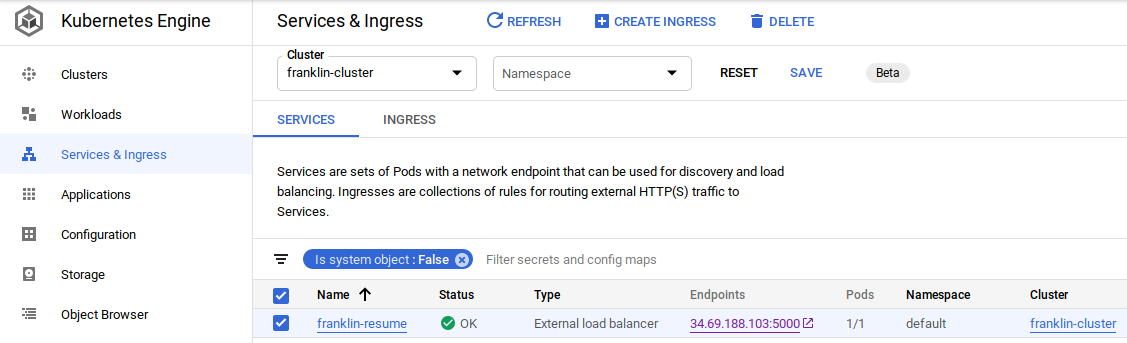 Kubernetes Engine
Services & Ingress
REFRESH
CREATE INGRESS
DELETE
Clusters
Workloads
Services & Ingress
Applications
Configuration
Storage
Object Browser
Cluster
franklin-cluster
Namespace
RESET
SAVE
Beta
SERVICES
INGRESS
Services are sets of Pods with a network endpoint that can be used for discovery and load
balancing. Ingresses are collections of rules for routing external HTTP(S) traffic to
Services.
Is system object : False
Filter secrets and config maps
Name Status Type Endpoints Pods Namespace Cluster
franklin-resume OK External load balancer 34.69.188.103:5000 1/1 default franklin-cluster